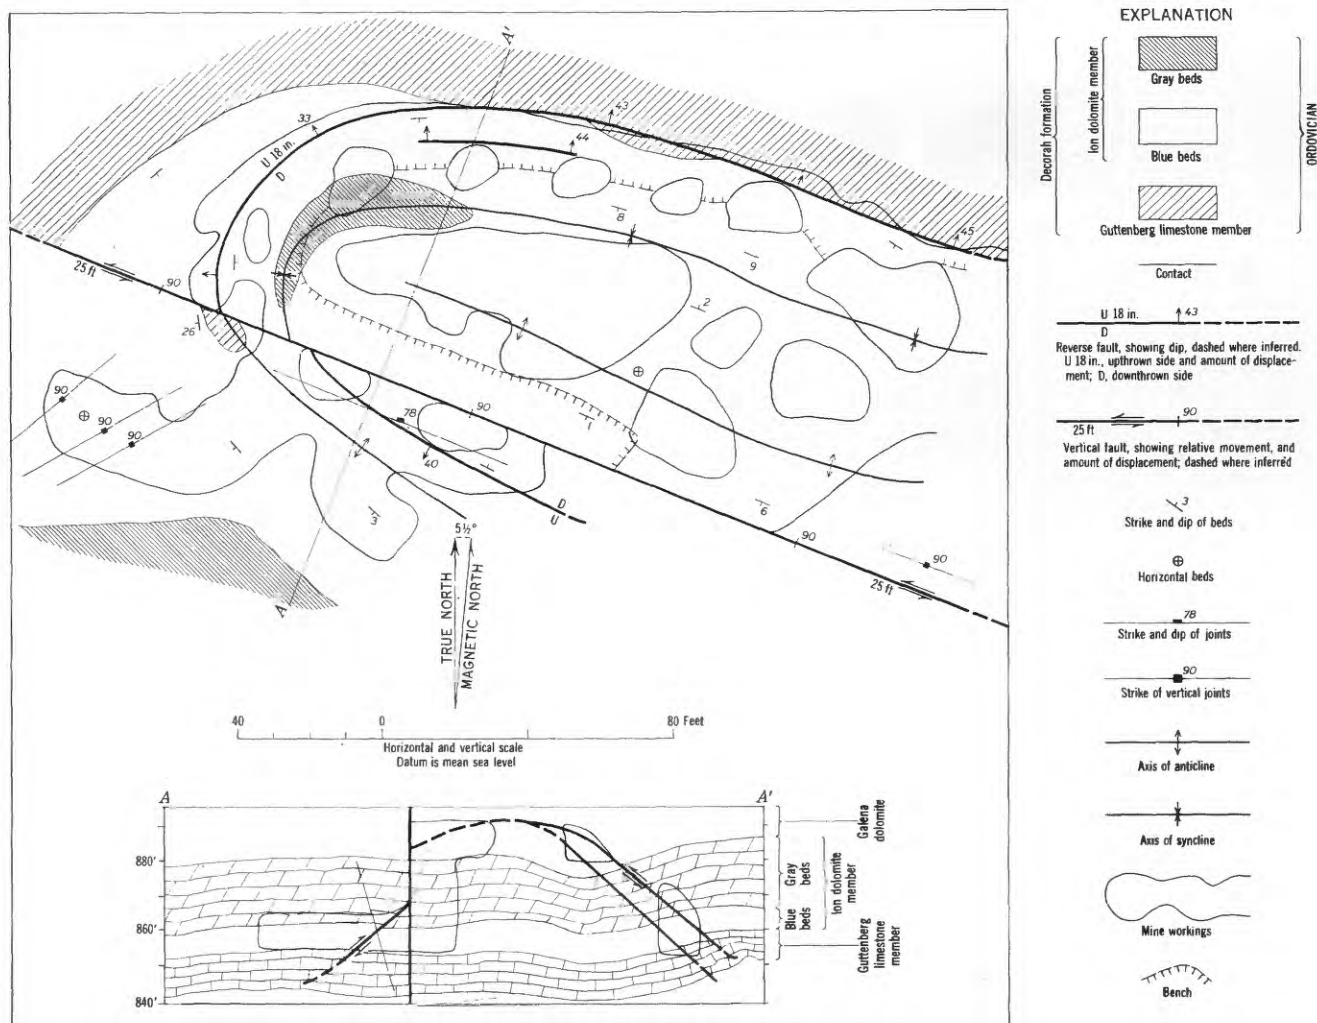 EXPLANATION
Gray beds
Blue beds
Guttenberg limestone member
Ion dolomite member
Decorah formation
ORDOVICIAN
Contact
U 18 in.
43
D
Reverse fault, showing dip, dashed where inferred.
U 18 in., upthrown side and amount of displace-
ment; D, downthrown side
90
25 ft
Vertical fault, showing relative movement, and
amount of displacement; dashed where inferred
3
Strike and dip of beds
Horizontal beds
78
Strike and dip of joints
90
Strike of vertical joints
Axis of anticline
Axis of syncline
Mine workings
Bench
A'
43
33
44
U 18 in.
D
8
45
9
25 ft
90
2
26
90
90
90
78
90
1
40
3
D
U
6
90
90
25 ft
A
5½°
TRUE NORTH
MAGNETIC NORTH
40
0
80 Feet
Horizontal and vertical scale
Datum is mean sea level
A
A'
880'
860'
840'
Galena
dolomite
Gray
beds
Blue
beds
Ion dolomite
member
Guttenberg
limestone
member